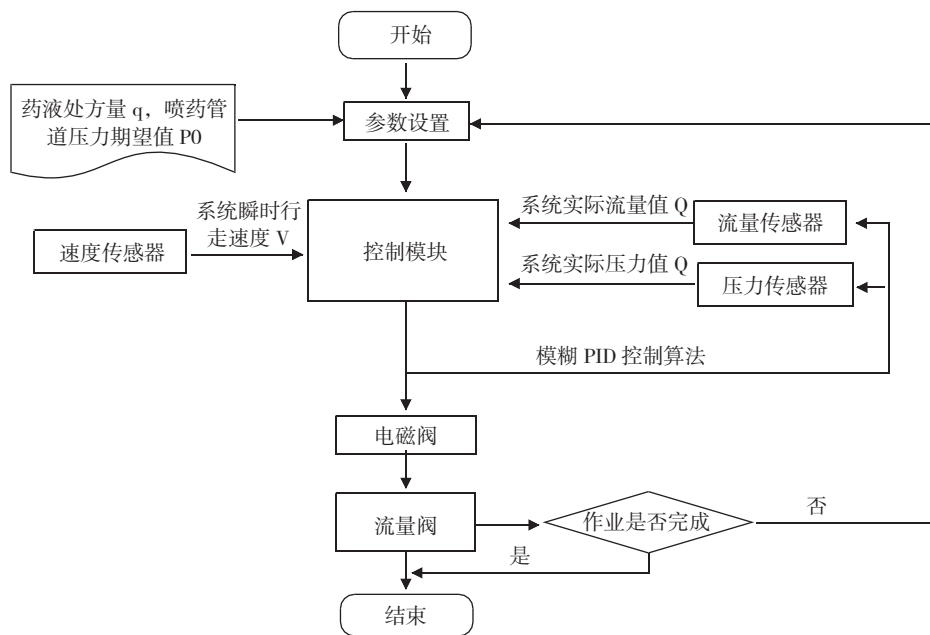 开始
药液处方量 q，喷药管
道压力期望值 P0
参数设置
系统瞬时行
走速度 V
速度传感器
控制模块
系统实际流量值 Q
流量传感器
系统实际压力值 Q
压力传感器
模糊 PID 控制算法
电磁阀
流量阀
作业是否完成
否
是
结束